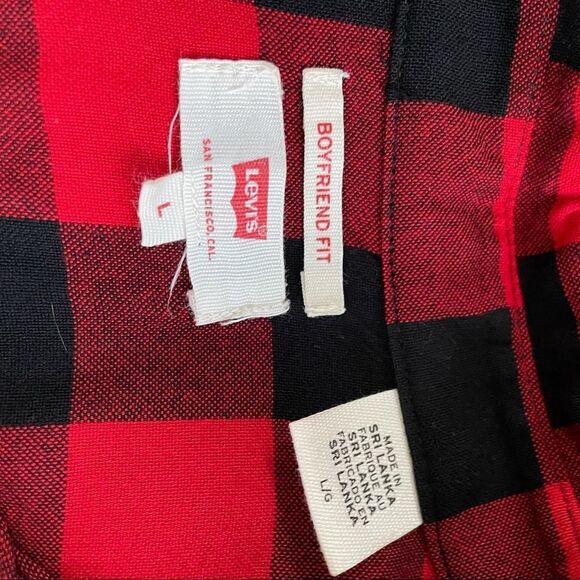 BOYFRIEND FIT
Levi's
SAN FRANCISCO, CAL.
L
MADE IN
SRI LANKA
FABRIQUÉ AU
SRI LANKA
FABRICADO EN
SRI LANKA
L/G